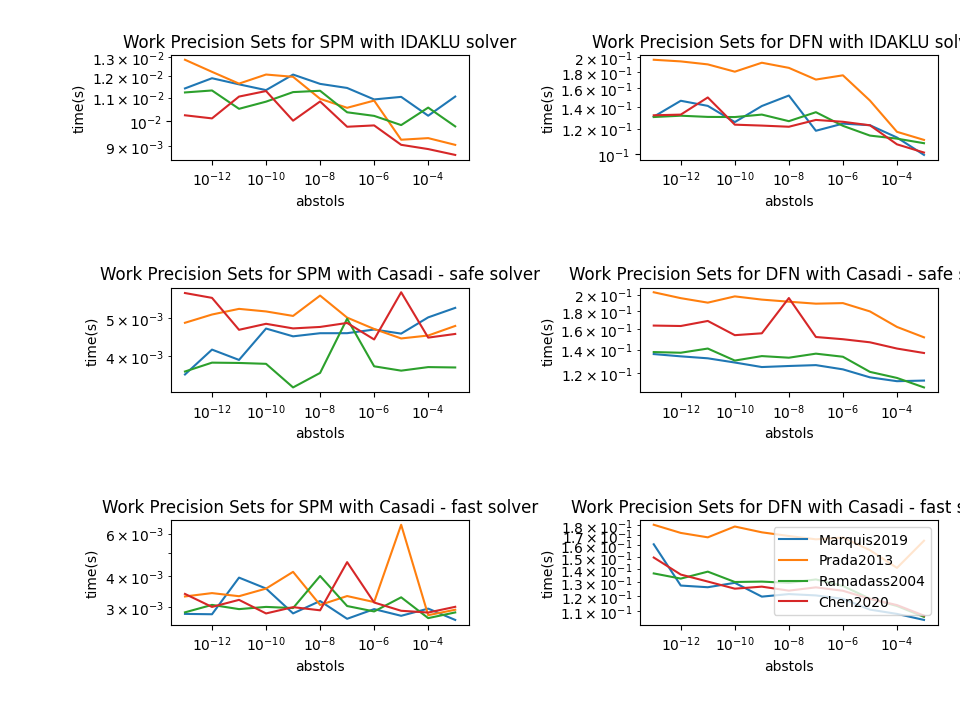 Work Precision Sets for SPM with IDAKLU solver
time(s)
1.3 × 10⁻²
1.2 × 10⁻²
1.1 × 10⁻²
10⁻²
9 × 10⁻³
10⁻¹² 10⁻¹⁰ 10⁻⁸ 10⁻⁶ 10⁻⁴
abstols
Work Precision Sets for DFN with IDAKLU solv
time(s)
2 × 10⁻¹
1.8 × 10⁻¹
1.6 × 10⁻¹
1.4 × 10⁻¹
1.2 × 10⁻¹
10⁻¹
10⁻¹² 10⁻¹⁰ 10⁻⁸ 10⁻⁶ 10⁻⁴
abstols
Work Precision Sets for SPM with Casadi - safe solver
time(s)
5 × 10⁻³
4 × 10⁻³
10⁻¹² 10⁻¹⁰ 10⁻⁸ 10⁻⁶ 10⁻⁴
abstols
Work Precision Sets for DFN with Casadi - safe s
time(s)
2 × 10⁻¹
1.8 × 10⁻¹
1.6 × 10⁻¹
1.4 × 10⁻¹
1.2 × 10⁻¹
10⁻¹² 10⁻¹⁰ 10⁻⁸ 10⁻⁶ 10⁻⁴
abstols
Work Precision Sets for SPM with Casadi - fast solver
time(s)
6 × 10⁻³
4 × 10⁻³
3 × 10⁻³
10⁻¹² 10⁻¹⁰ 10⁻⁸ 10⁻⁶ 10⁻⁴
abstols
Work Precision Sets for DFN with Casadi - fast s
time(s)
1.8 × 10⁻¹
1.7 × 10⁻¹
1.6 × 10⁻¹
1.5 × 10⁻¹
1.4 × 10⁻¹
1.3 × 10⁻¹
1.2 × 10⁻¹
1.1 × 10⁻¹
Marquis2019
Prada2013
Ramadass2004
Chen2020
10⁻¹² 10⁻¹⁰ 10⁻⁸ 10⁻⁶ 10⁻⁴
abstols